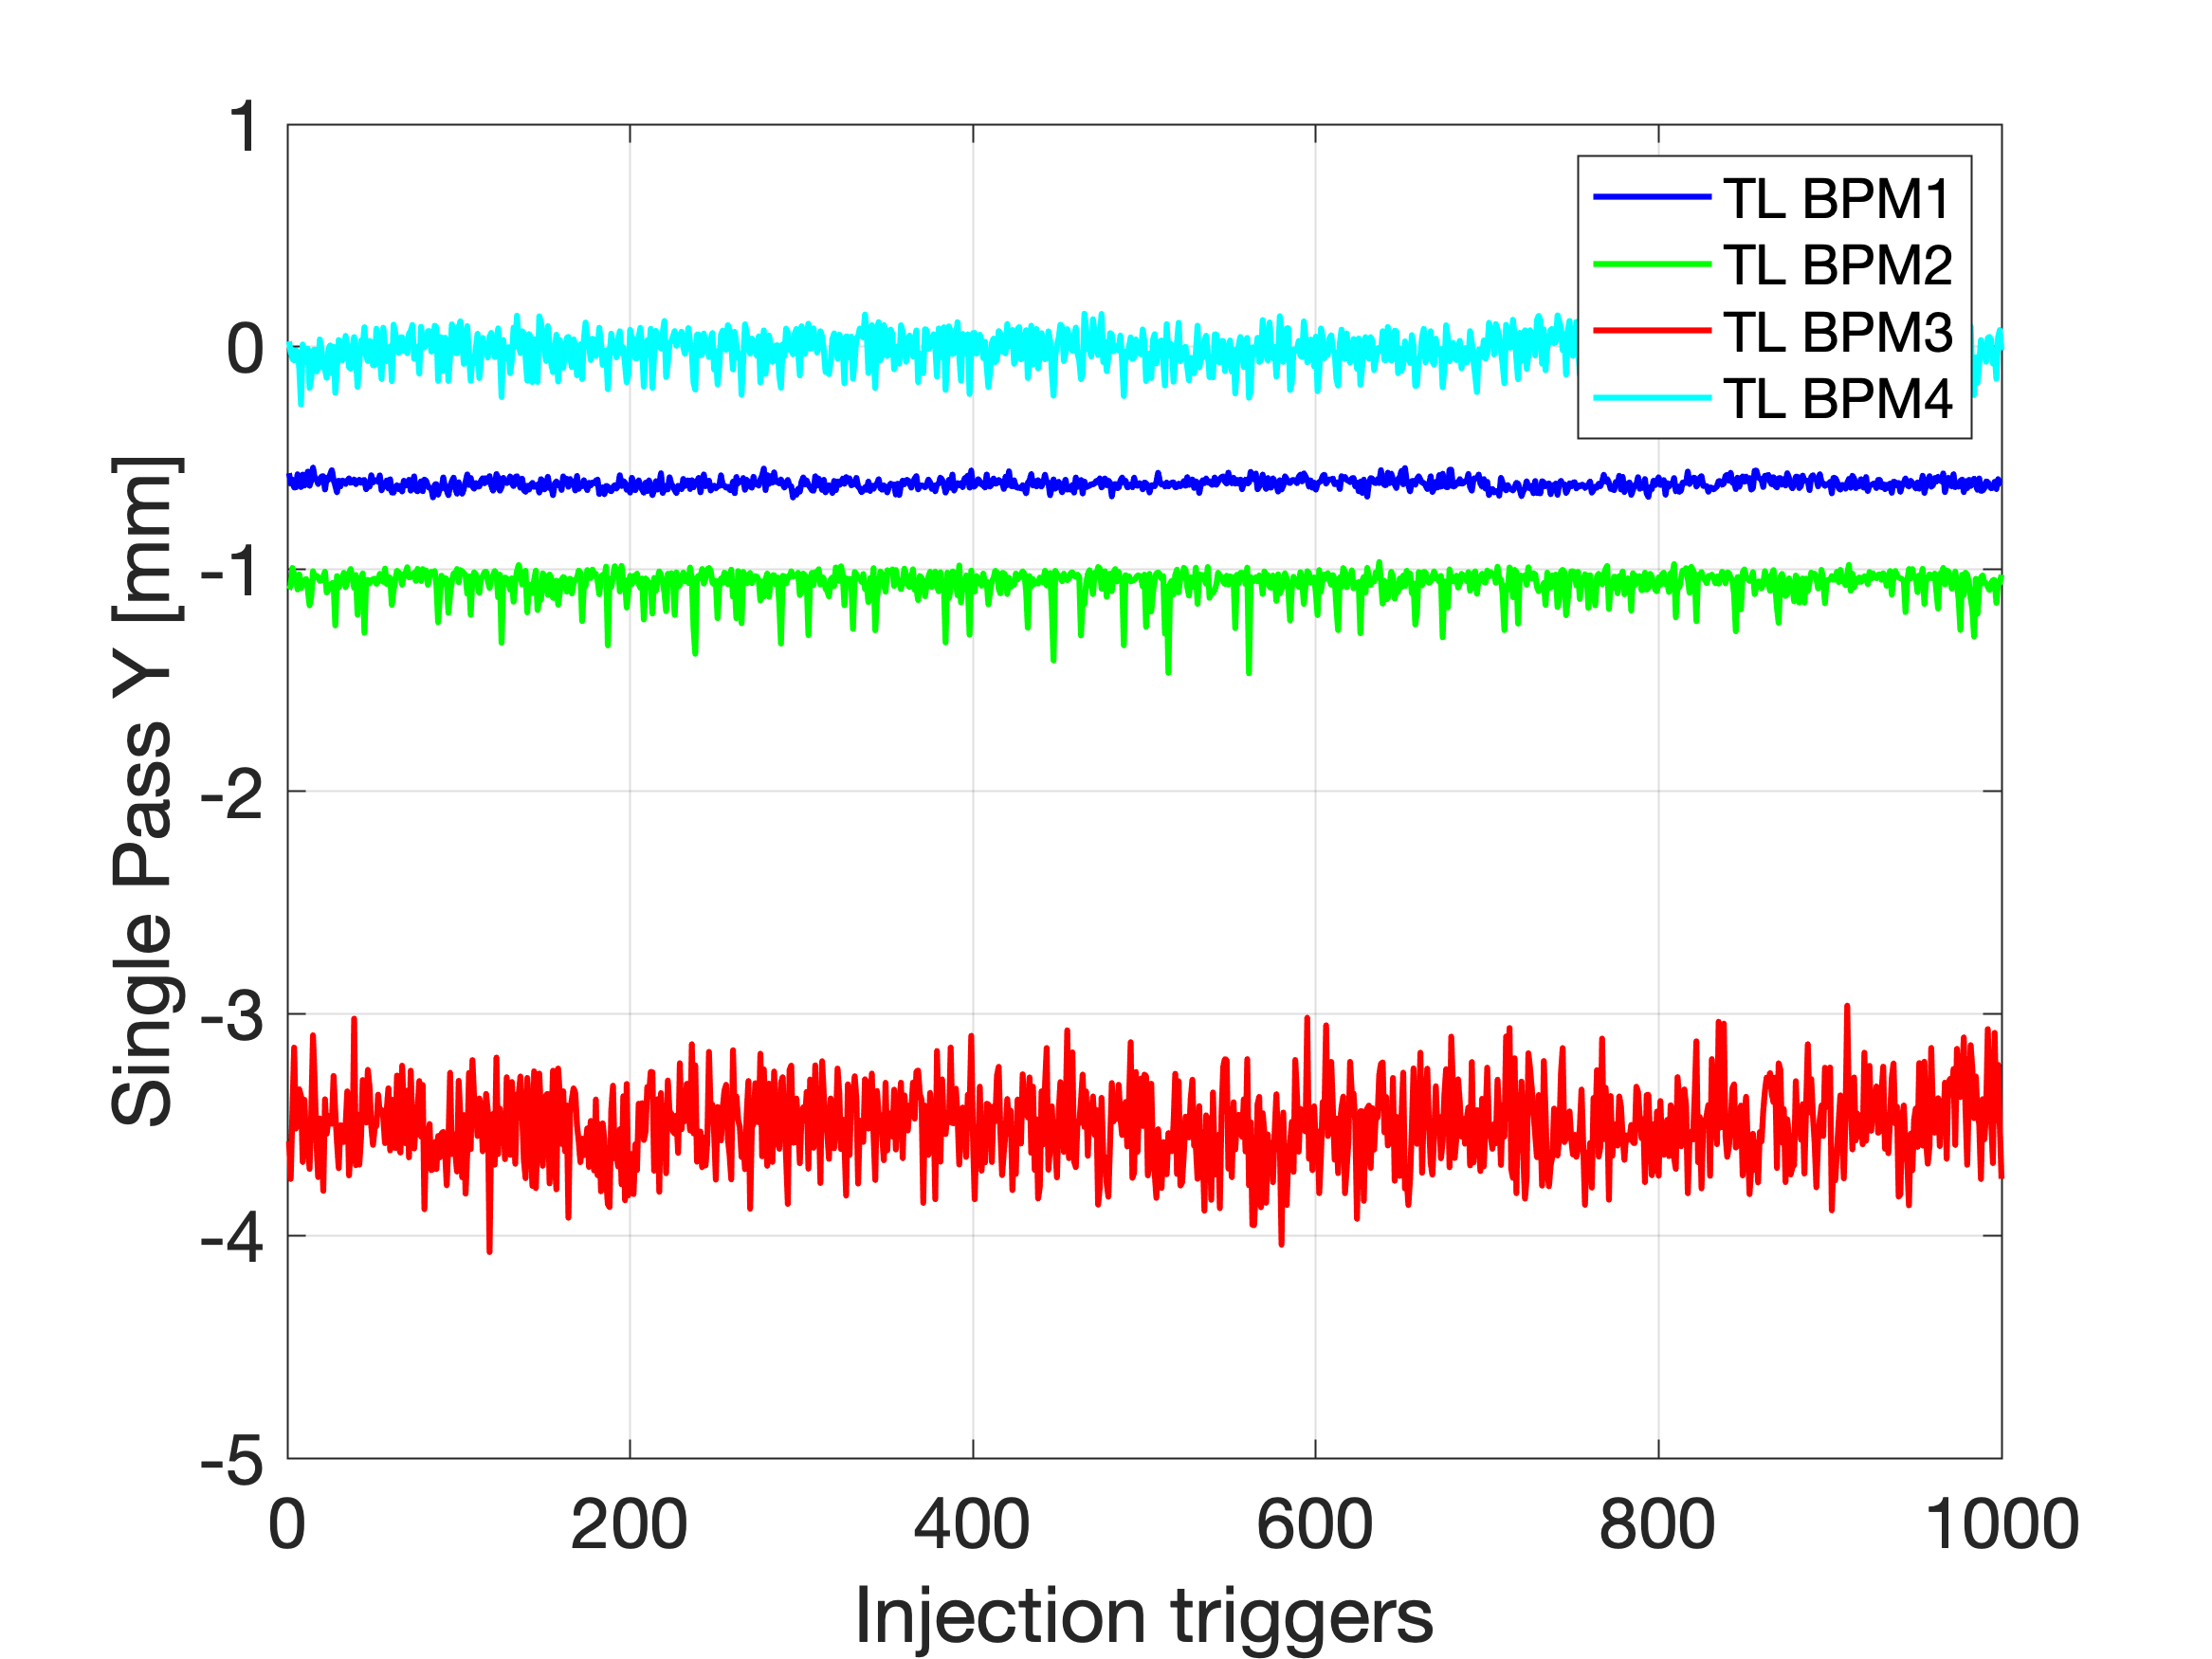 1
0
-1
-2
-3
-4
-5
Single Pass Y [mm]
TL BPM1
TL BPM2
TL BPM3
TL BPM4
0 200 400 600 800 1000
Injection triggers